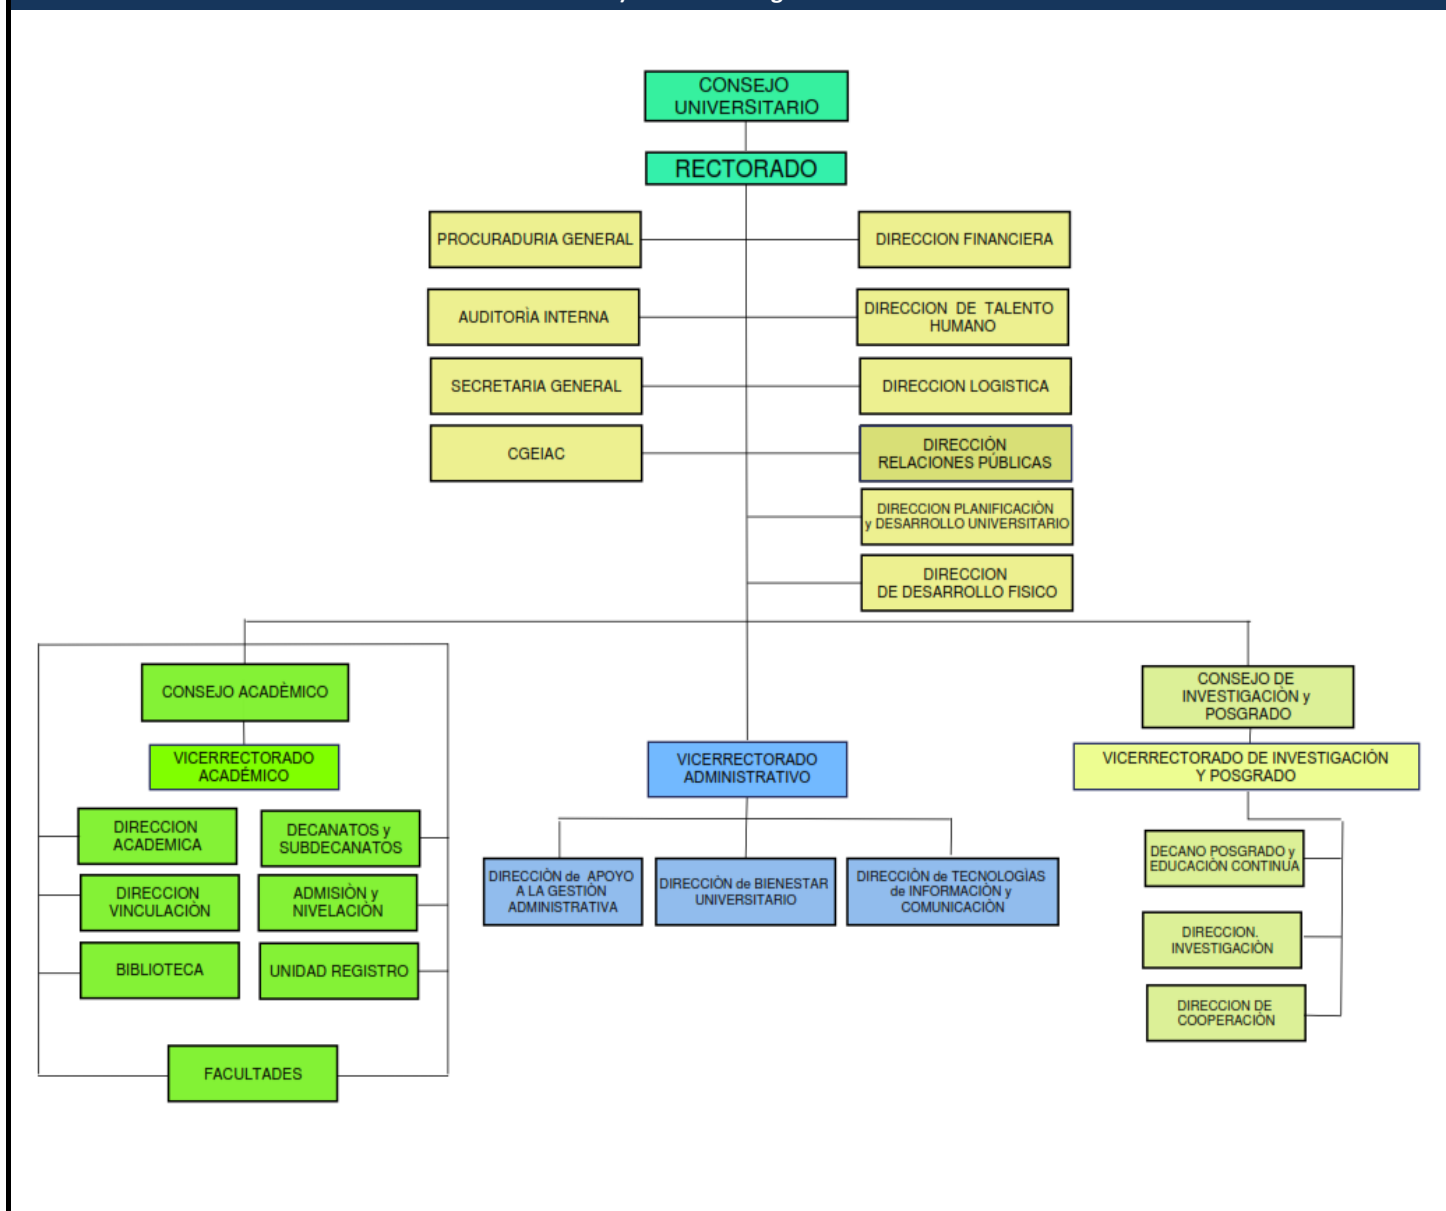 CONSEJO
UNIVERSITARIO
RECTORADO
PROCURADURIA GENERAL
DIRECCION FINANCIERA
AUDITORÌA INTERNA
DIRECCION DE TALENTO
HUMANO
SECRETARIA GENERAL
DIRECCION LOGISTICA
CGEIAC
DIRECCIÒN
RELACIONES PÙBLICAS
DIRECCION PLANIFICACIÒN
y DESARROLLO UNIVERSITARIO
DIRECCION
DE DESARROLLO FISICO
CONSEJO ACADÈMICO
VICERRECTORADO
ACADÉMICO
DIRECCION
ACADEMICA
DECANATOS y
SUBDECANATOS
DIRECCION
VINCULACIÒN
ADMISIÒN y
NIVELACIÒN
BIBLIOTECA
UNIDAD REGISTRO
FACULTADES
VICERRECTORADO
ADMINISTRATIVO
DIRECCIÒN de APOYO
A LA GESTIÒN
ADMINISTRATIVA
DIRECCIÒN de BIENESTAR
UNIVERSITARIO
DIRECCIÒN de TECNOLOGÌAS
de INFORMACIÒN y
COMUNICACIÒN
CONSEJO DE
INVESTIGACIÒN y
POSGRADO
VICERRECTORADO DE INVESTIGACIÒN
Y POSGRADO
DECANO POSGRADO y
EDUCACIÒN CONTINUA
DIRECCION.
INVESTIGACIÒN
DIRECCION DE
COOPERACIÒN